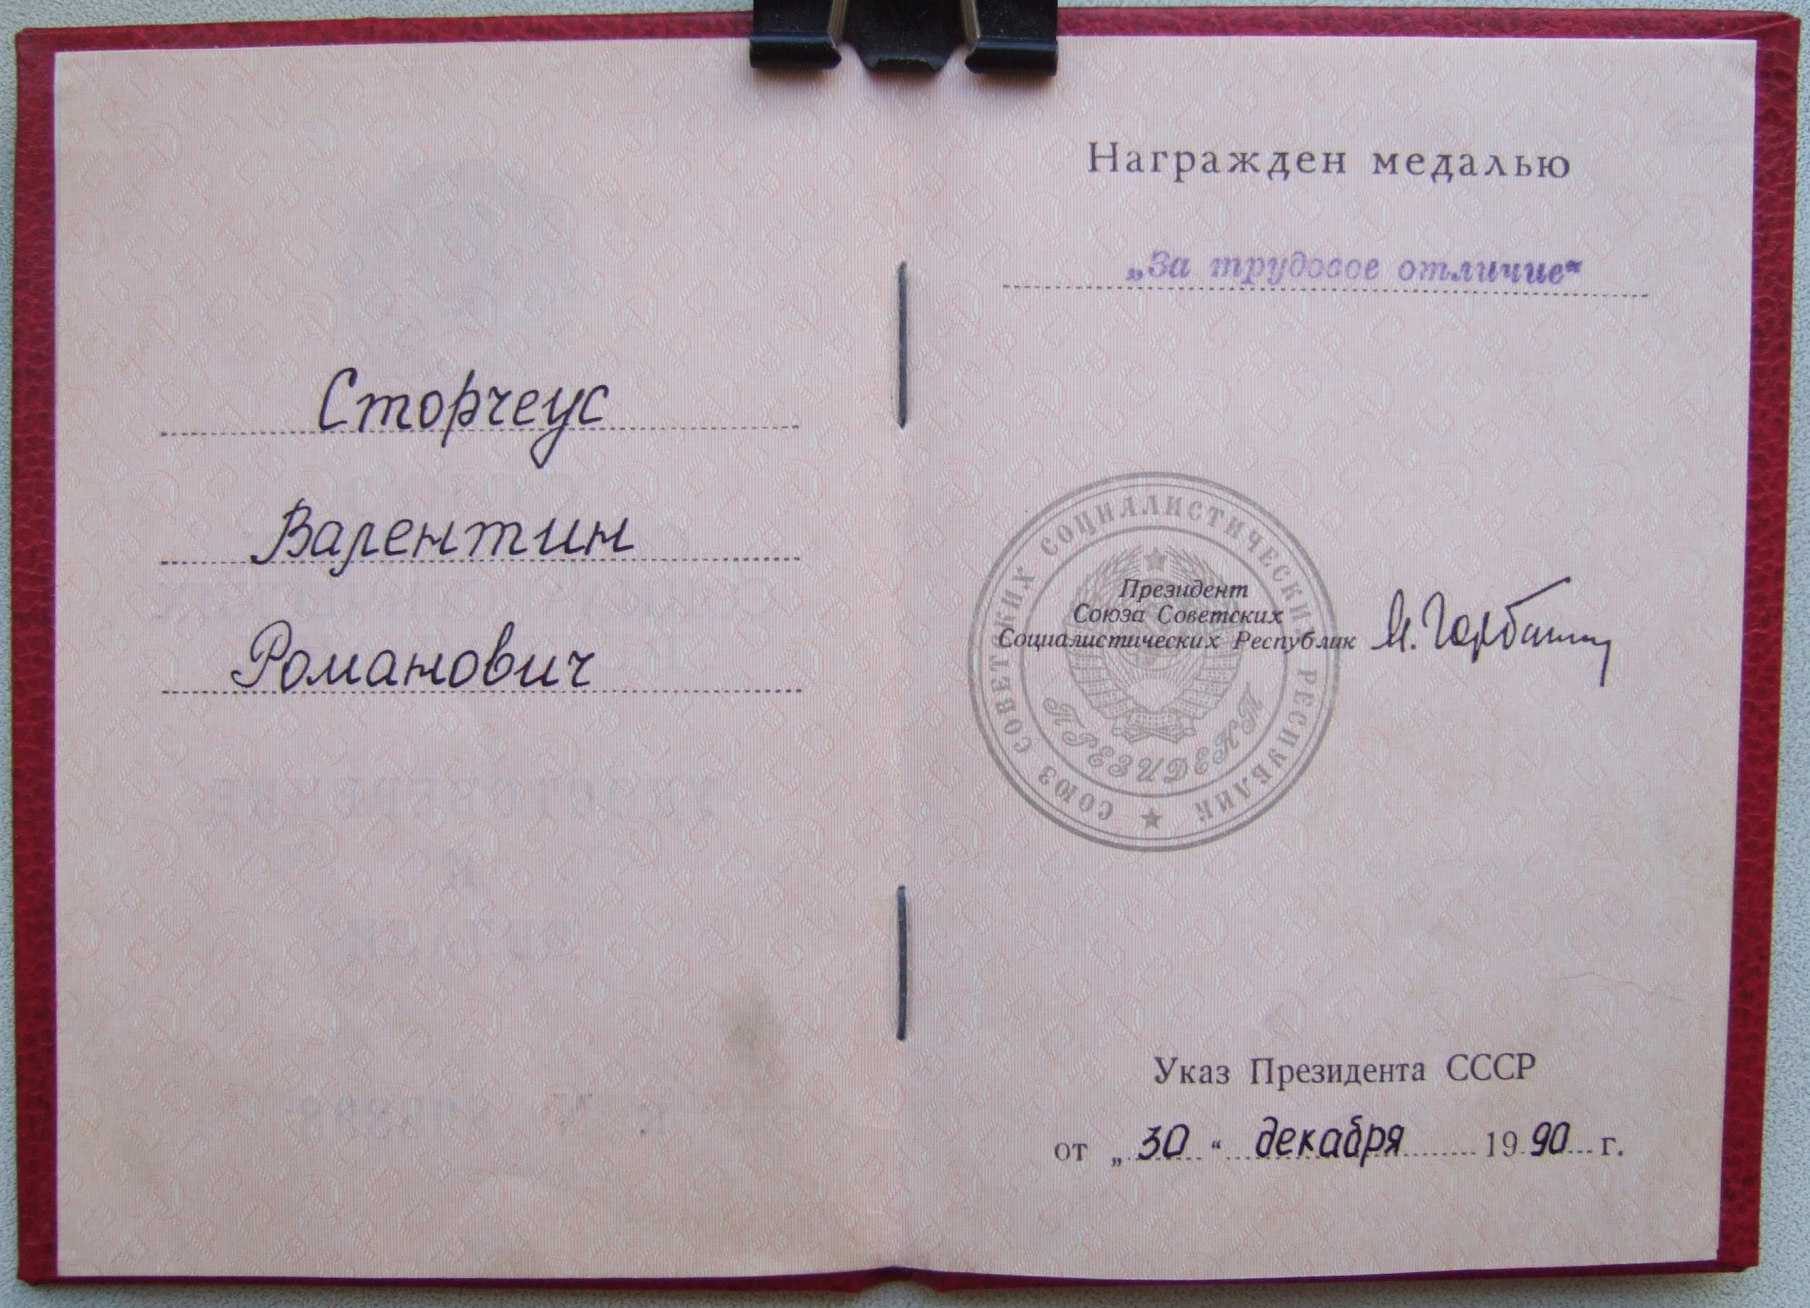 Сторчеус
Валентин
Романович
Награжден медалью
„За трудовое отличие“
СОЮЗ СОВЕТСКИХ СОЦИАЛИСТИЧЕСКИХ РЕСПУБЛИК
ПРЕЗИДЕНТ
Президент
Союза Советских
Социалистических Республик
Указ Президента СССР
от „30“ декабря 1990 г.